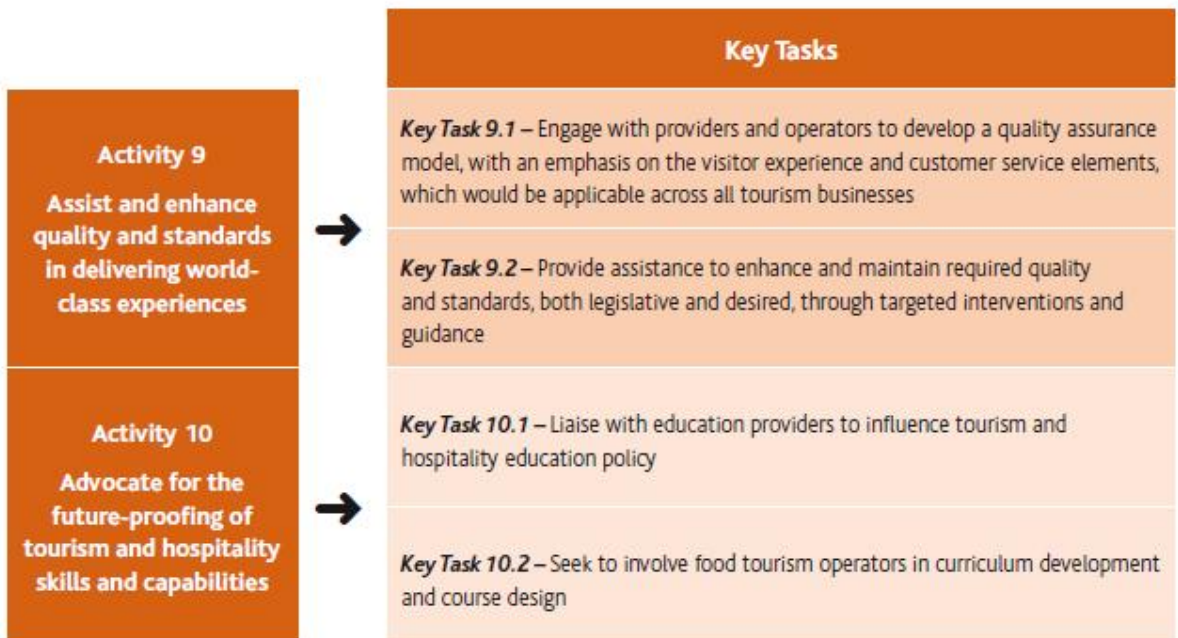 Key Tasks
Activity 9
Assist and enhance
quality and standards
in delivering world-
class experiences
Key Task 9.1 – Engage with providers and operators to develop a quality assurance
model, with an emphasis on the visitor experience and customer service elements,
which would be applicable across all tourism businesses
Key Task 9.2 – Provide assistance to enhance and maintain required quality
and standards, both legislative and desired, through targeted interventions and
guidance
Activity 10
Advocate for the
future-proofing of
tourism and hospitality
skills and capabilities
Key Task 10.1 – Liaise with education providers to influence tourism and
hospitality education policy
Key Task 10.2 – Seek to involve food tourism operators in curriculum development
and course design